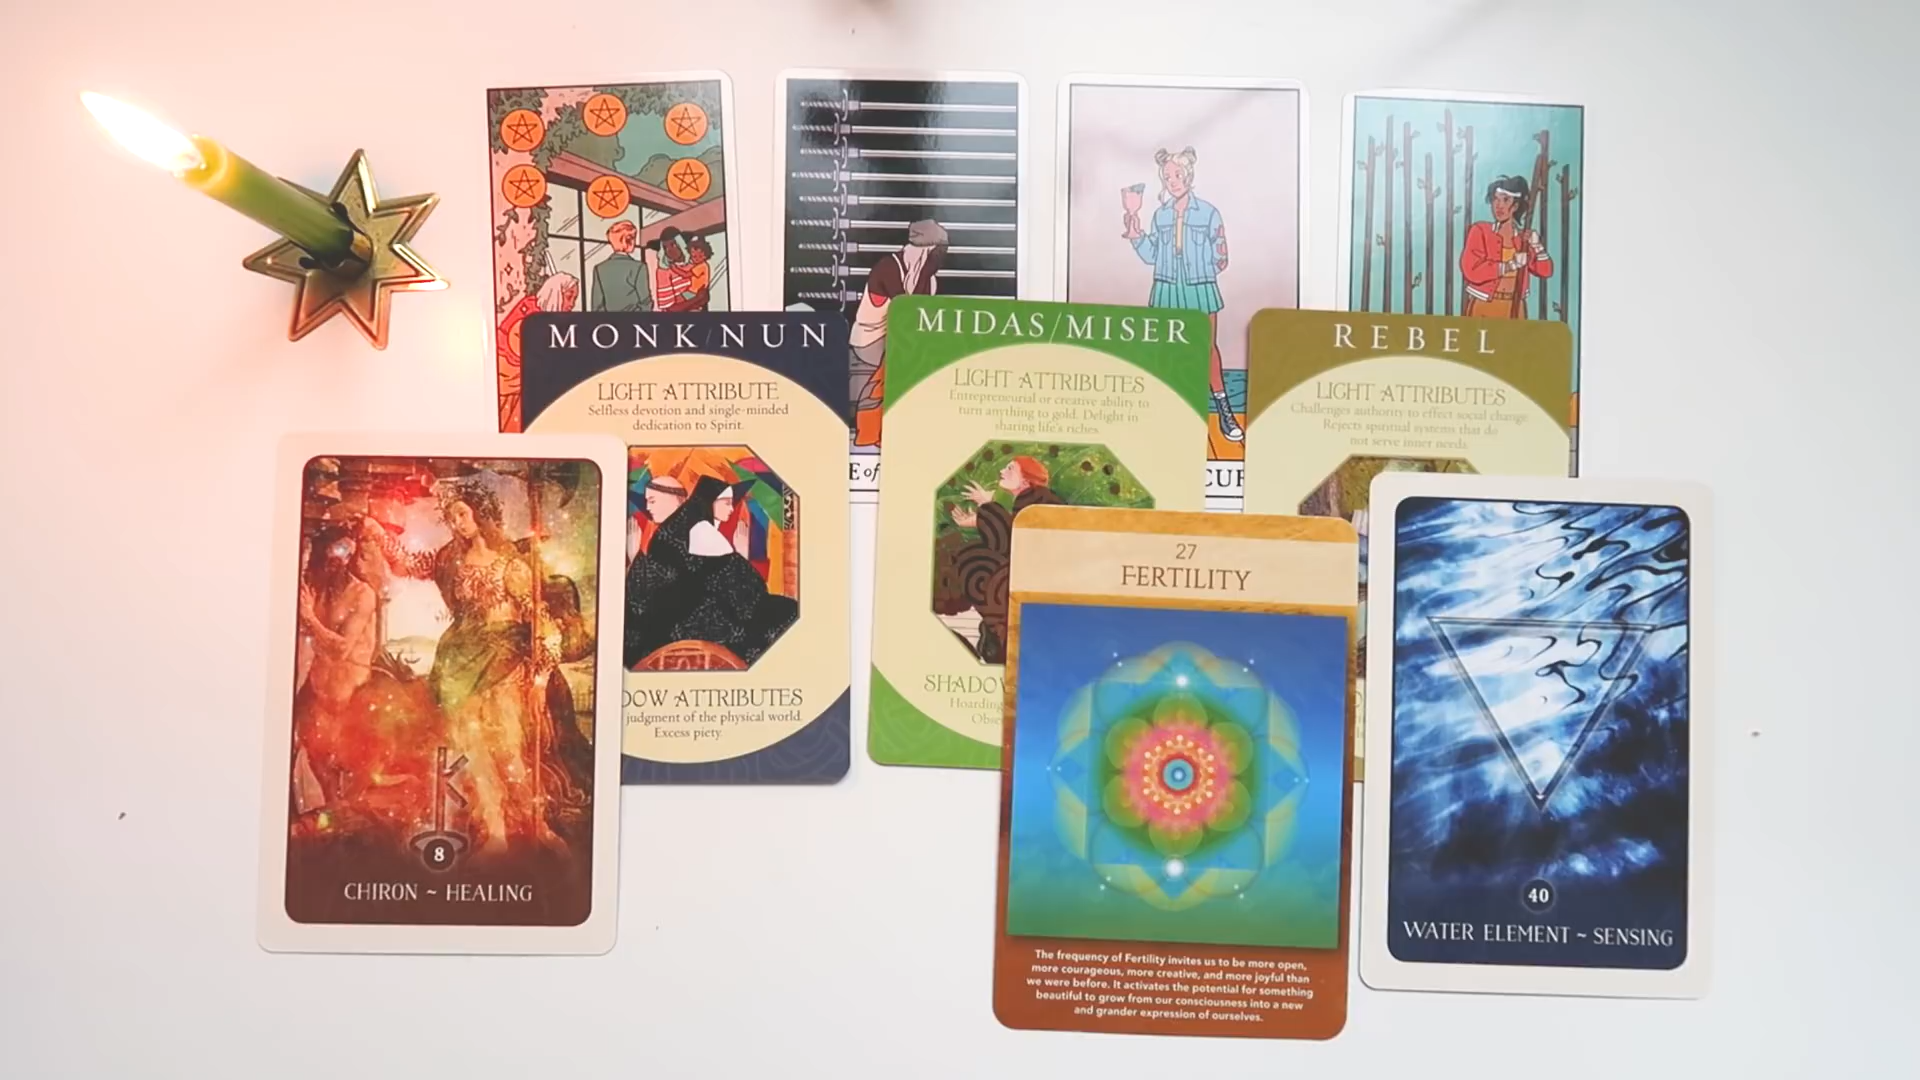 MONK/NUN
LIGHT ATTRIBUTE
Selfless devotion and single-minded
dedication to Spirit.
DOW ATTRIBUTES
judgment of the physical world.
Excess piety.
MIDAS/MISER
LIGHT ATTRIBUTES
Entrepreneurial or creative ability to
turn anything to gold. Delight in
sharing life's riches.
SHADOW
Hoarding
REBEL
LIGHT ATTRIBUTES
Challenges authority to effect social change.
Rejects spiritual systems that do
not serve inner needs.
E of
CUP
8
CHIRON ~ HEALING
27
FERTILITY
The frequency of Fertility invites us to be more open,
more courageous, more creative, and more joyful than
we were before. It activates the potential for something
beautiful to grow from our consciousness into a new
and grander expression of ourselves.
40
WATER ELEMENT ~ SENSING